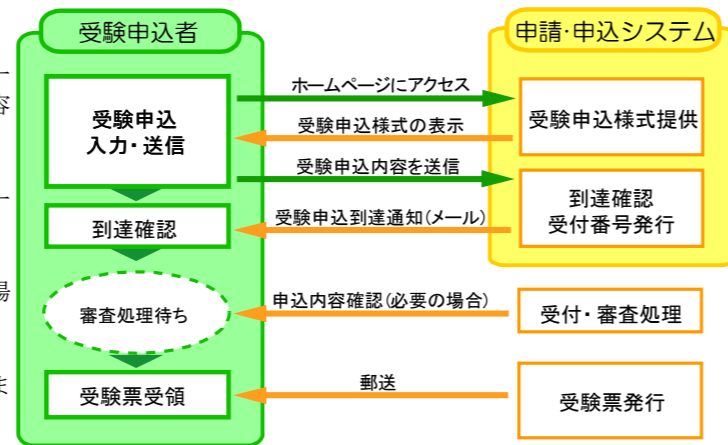 受験申込者
申請・申込システム
ー
容
ー
場
ま
受験申込
入力・送信
ホームページにアクセス
受験申込様式の表示
受験申込様式提供
受験申込内容を送信
到達確認
受付番号発行
到達確認
受験申込到達通知(メール)
審査処理待ち
申込内容確認(必要の場合)
受付・審査処理
受験票受領
郵送
受験票発行